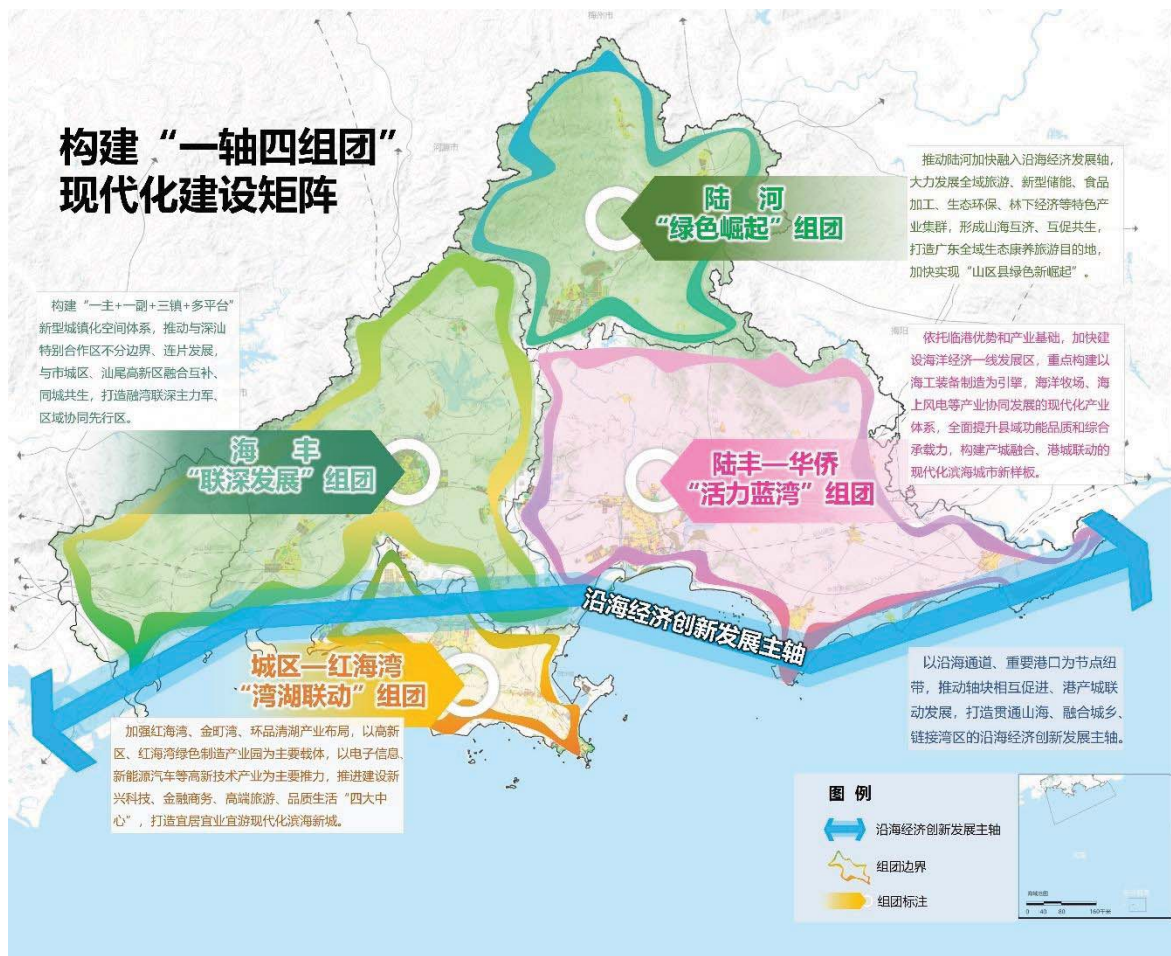 梅州市
构建“一轴四组团”
现代化建设矩阵
河源市
推动陆河加快融入沿海经济发展轴，
大力发展全域旅游、新型储能、食品
加工、生态环保、林下经济等特色产
业集群，形成山海互济、互促共生，
打造广东全域生态康养旅游目的地，
加快实现“山区县绿色新崛起”。
陆 河
“绿色崛起”组团
构建“一主+一副+三镇+多平台”
新型城镇化空间体系，推动与深汕
特别合作区不分边界、连片发展，
与市城区、汕尾高新区融合互补、
同城共生，打造融湾联深主力军、
区域协同先行区。
揭阳
依托临港优势和产业基础，加快建
设海洋经济一线发展区，重点构建以
海工装备制造为引擎，海洋牧场、海
上风电等产业协同发展的现代化产业
体系，全面提升县域功能品质和综合
承载力，构建产城融合、港城联动的
现代化滨海城市新样板。
海 丰
“联深发展”组团
陆丰—华侨
“活力蓝湾”组团
沿海经济创新发展主轴
城区—红海湾
“湾湖联动”组团
以沿海通道、重要港口为节点纽
带，推动轴块相互促进、港产城联
动发展，打造贯通山海、融合城乡、
链接湾区的沿海经济创新发展主轴。
加强红海湾、金町湾、环品清湖产业布局，以高新
区、红海湾绿色制造产业园为主要载体，以电子信息、
新能源汽车等高新技术产业为主要推力，推进建设新
兴科技、金融商务、高端旅游、品质生活“四大中
心”，打造宜居宜业宜游现代化滨海新城。
图 例
沿海经济创新发展主轴
组团边界
组团标注
海域地图
0 40 80 160千米